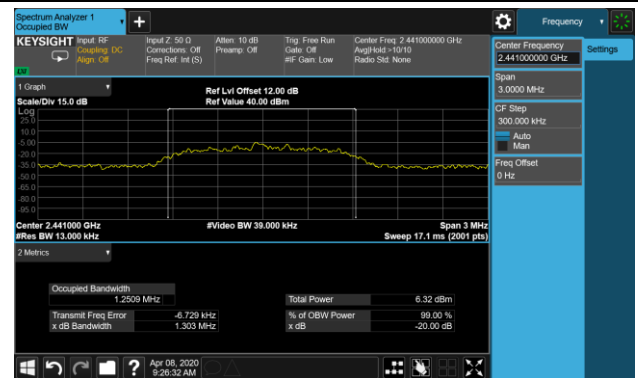 Spectrum Analyzer 1
Occupied BW
Frequency
KEYSIGHT
Input: RF
Coupling: DC
Align: Off
Input Z: 50 Ω
Corrections: Off
Freq Ref: Int (S)
Atten: 10 dB
Preamp: Off
Trig: Free Run
Gate: Off
#IF Gain: Low
Center Freq: 2.441000000 GHz
Avg|Hold:>10/10
Radio Std: None
Center Frequency
2.441000000 GHz
Settings
Span
3.0000 MHz
CF Step
300.000 kHz
Auto
Man
Freq Offset
0 Hz
1 Graph
Scale/Div 15.0 dB
Ref Lvl Offset 12.00 dB
Ref Value 40.00 dBm
Log
25.0
10.0
-5.00
-20.0
-35.0
-50.0
-65.0
-80.0
-95.0
Center 2.441000 GHz
#Res BW 13.000 kHz
#Video BW 39.000 kHz
Span 3 MHz
Sweep 17.1 ms (2001 pts)
2 Metrics
Occupied Bandwidth
1.2509 MHz
Total Power 6.32 dBm
Transmit Freq Error -6.729 kHz
% of OBW Power 99.00 %
x dB Bandwidth 1.303 MHz
x dB -20.00 dB
Apr 08, 2020
9:26:32 AM